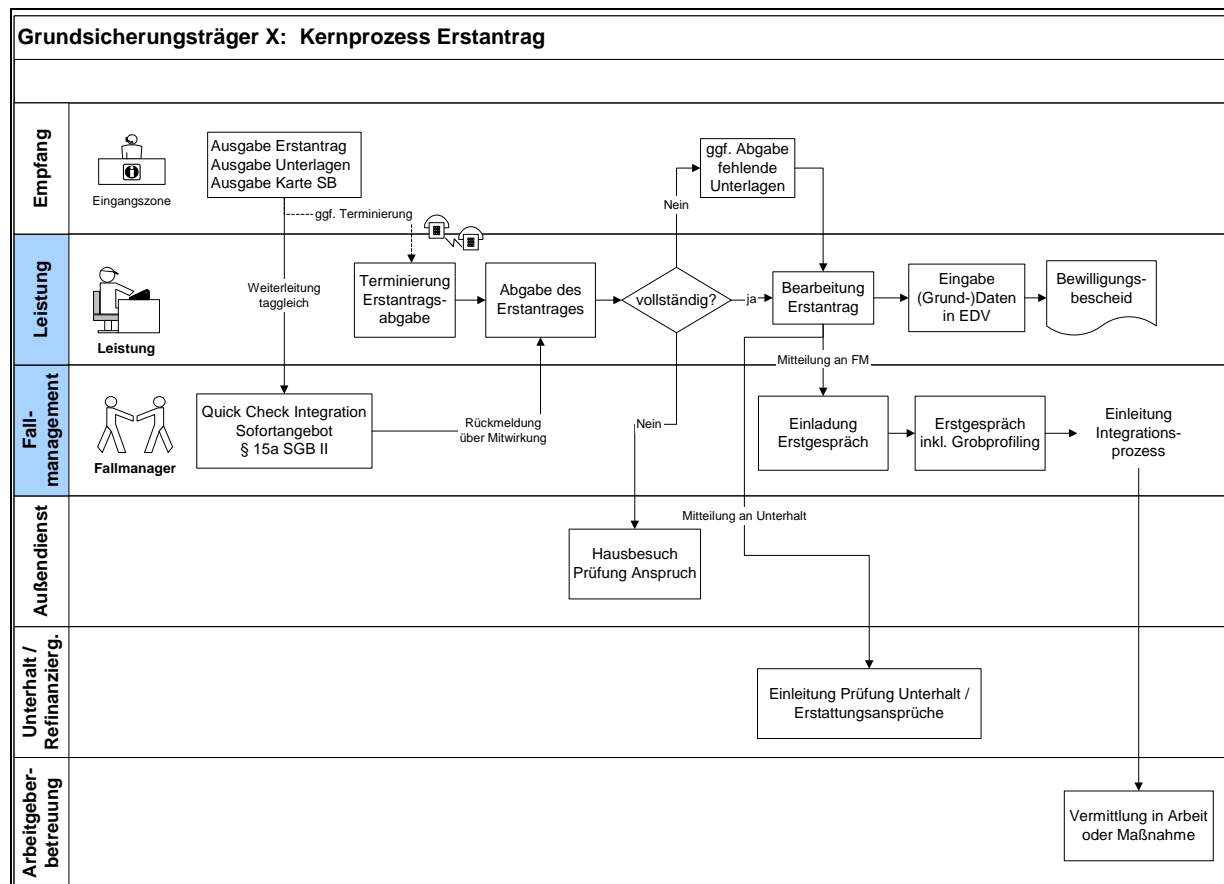 Grundsicherungsträger X: Kernprozess Erstantrag
Empfang
Eingangszone
Ausgabe Erstantrag
Ausgabe Unterlagen
Ausgabe Karte SB
ggf. Terminierung
ggf. Abgabe
fehlende
Unterlagen
Nein
Leistung
Leistung
Weiterleitung
taggleich
Terminierung
Erstantrags-
abgabe
Abgabe des
Erstantrages
vollständig?
ja
Bearbeitung
Erstantrag
Eingabe
(Grund-)Daten
in EDV
Bewilligungs-
bescheid
Mitteilung an FM
Fall-
management
Fallmanager
Quick Check Integration
Sofortangebot
§ 15a SGB II
Rückmeldung
über Mitwirkung
Nein
Einladung
Erstgespräch
Erstgespräch
inkl. Grobprofiling
Einleitung
Integrations-
prozess
Außendienst
Mitteilung an Unterhalt
Hausbesuch
Prüfung Anspruch
Unterhalt /
Refinanzierg.
Einleitung Prüfung Unterhalt /
Erstattungsansprüche
Arbeitgeber-
betreuung
Vermittlung in Arbeit
oder Maßnahme